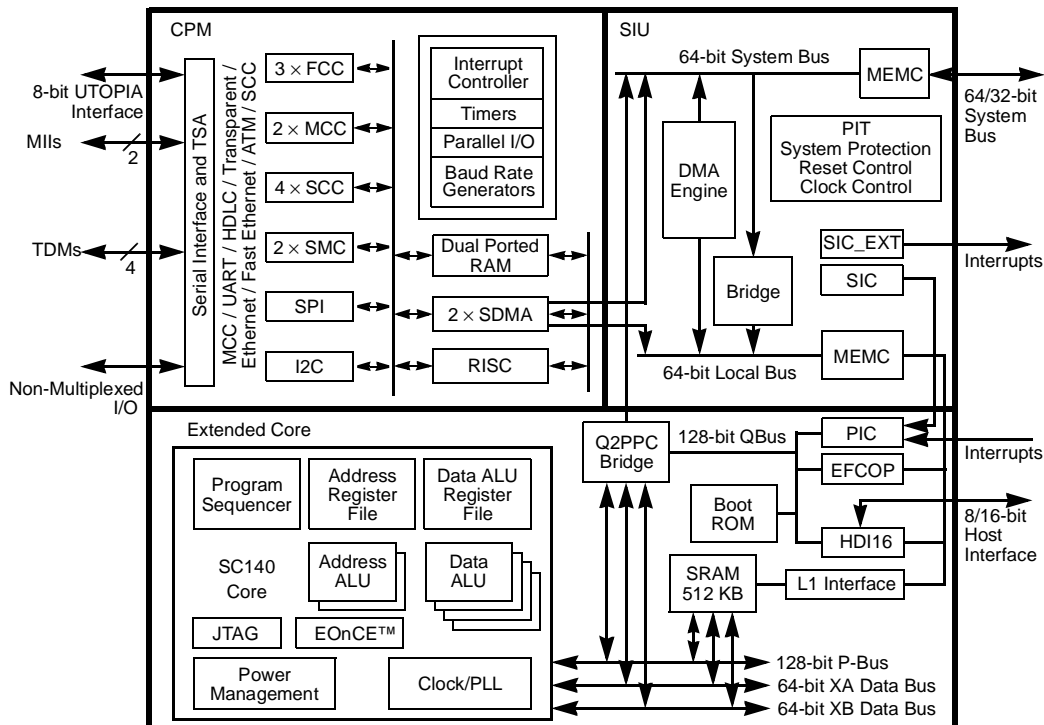 CPM
8-bit UTOPIA
Interface
MIIs
2
TDMs
4
Non-Multiplexed
I/O
Serial Interface and TSA
MCC / UART / HDLC / Transparent /
Ethernet / Fast Ethernet / ATM / SCC
3 × FCC
2 × MCC
4 × SCC
2 × SMC
SPI
I2C
Interrupt
Controller
Timers
Parallel I/O
Baud Rate
Generators
Dual Ported
RAM
2 × SDMA
RISC
SIU
64-bit System Bus
MEMC
64/32-bit
System
Bus
DMA
Engine
PIT
System Protection
Reset Control
Clock Control
SIC_EXT
Interrupts
SIC
Bridge
MEMC
64-bit Local Bus
Extended Core
Program
Sequencer
Address
Register
File
Data ALU
Register
File
SC140
Core
Address
ALU
Data
ALU
JTAG
EOnCE™
Power
Management
Clock/PLL
Q2PPC
Bridge
128-bit QBus
PIC
Interrupts
EFCOP
Boot
ROM
8/16-bit
Host
Interface
HDI16
SRAM
512 KB
L1 Interface
128-bit P-Bus
64-bit XA Data Bus
64-bit XB Data Bus